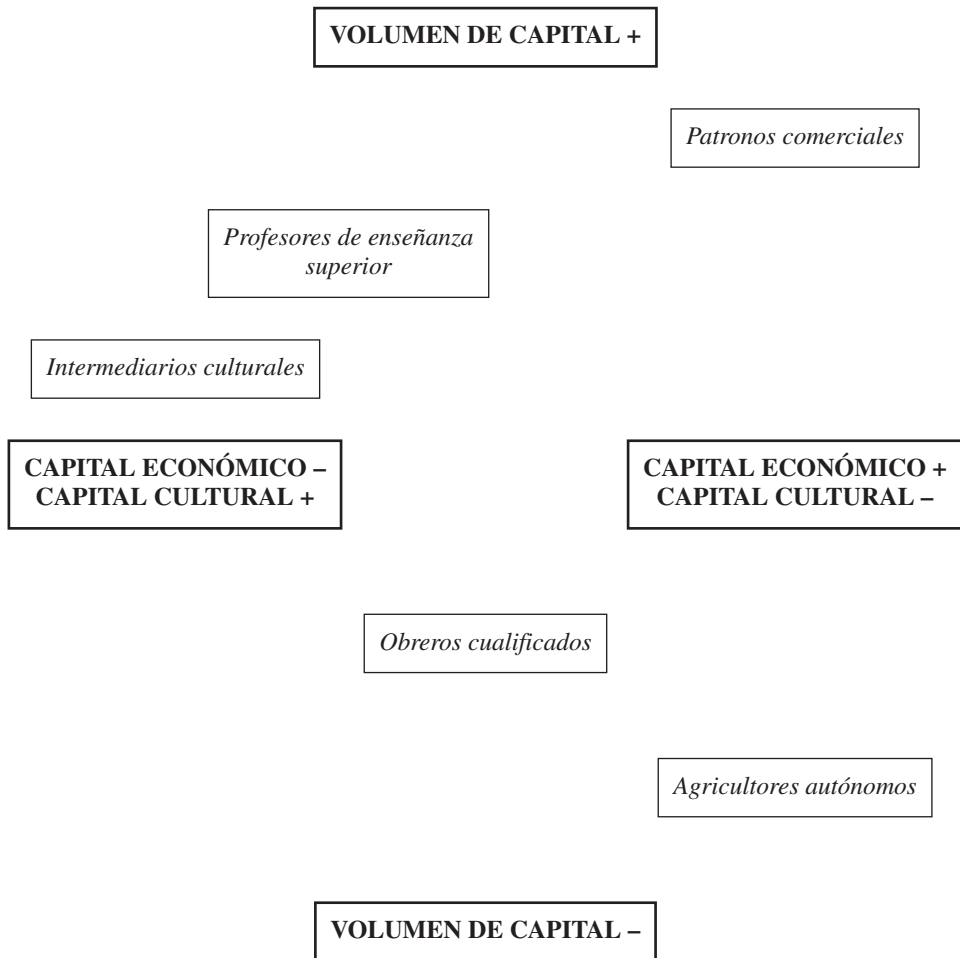 VOLUMEN DE CAPITAL +
Patronos comerciales
Profesores de enseñanza
superior
Intermediarios culturales
CAPITAL ECONÓMICO –
CAPITAL CULTURAL +
CAPITAL ECONÓMICO +
CAPITAL CULTURAL –
Obreros cualificados
Agricultores autónomos
VOLUMEN DE CAPITAL –